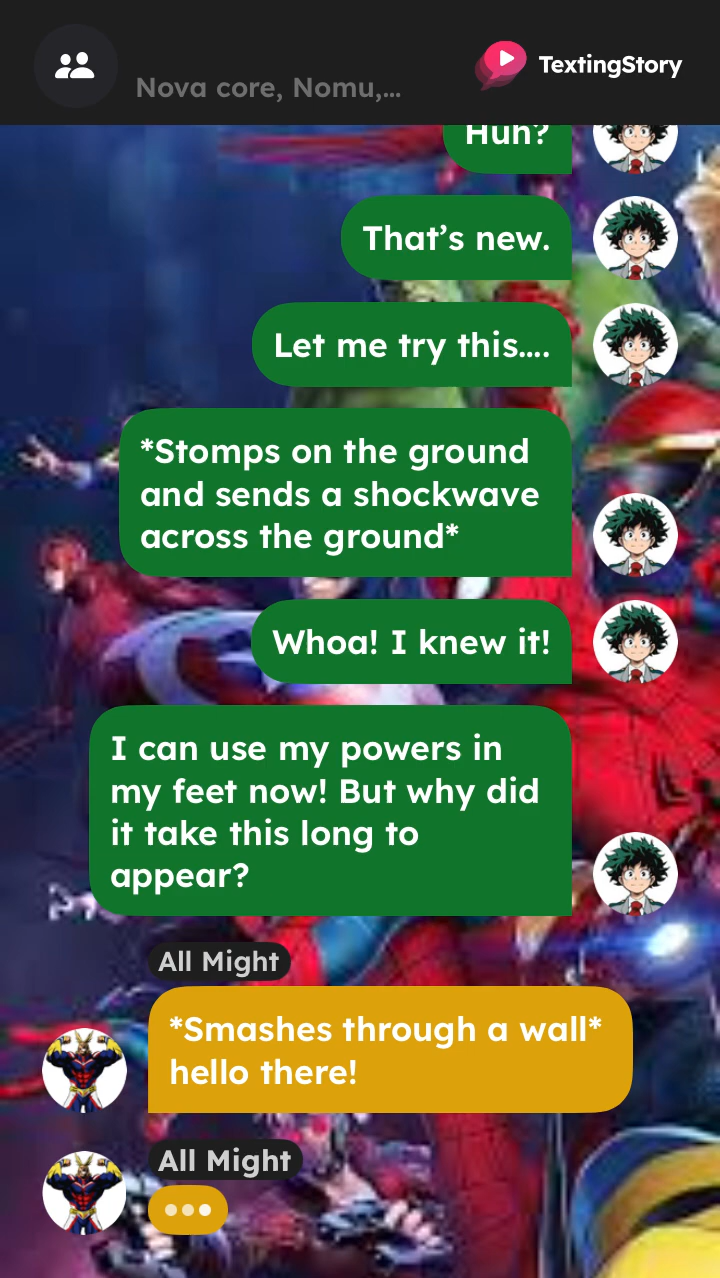 Nova core, Nomu,...
TextingStory
Huh?
That's new.
Let me try this....
*Stomps on the ground
and sends a shockwave
across the ground*
Whoa! I knew it!
I can use my powers in
my feet now! But why did
it take this long to
appear?
All Might
*Smashes through a wall*
hello there!
All Might